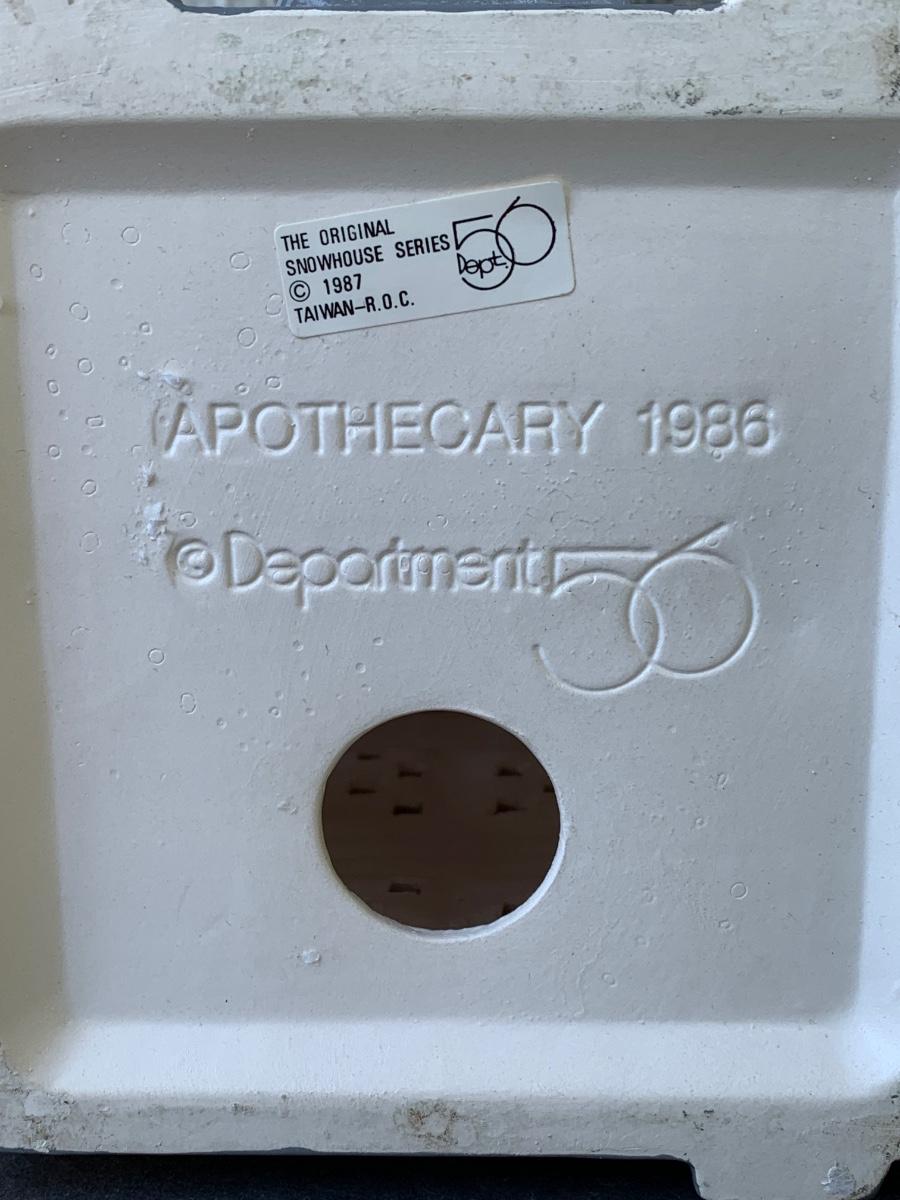 THE ORIGINAL
SNOWHOUSE SERIES
© 1987
TAIWAN–R.O.C.
56
Dept.
APOTHECARY 1986
© Department 56